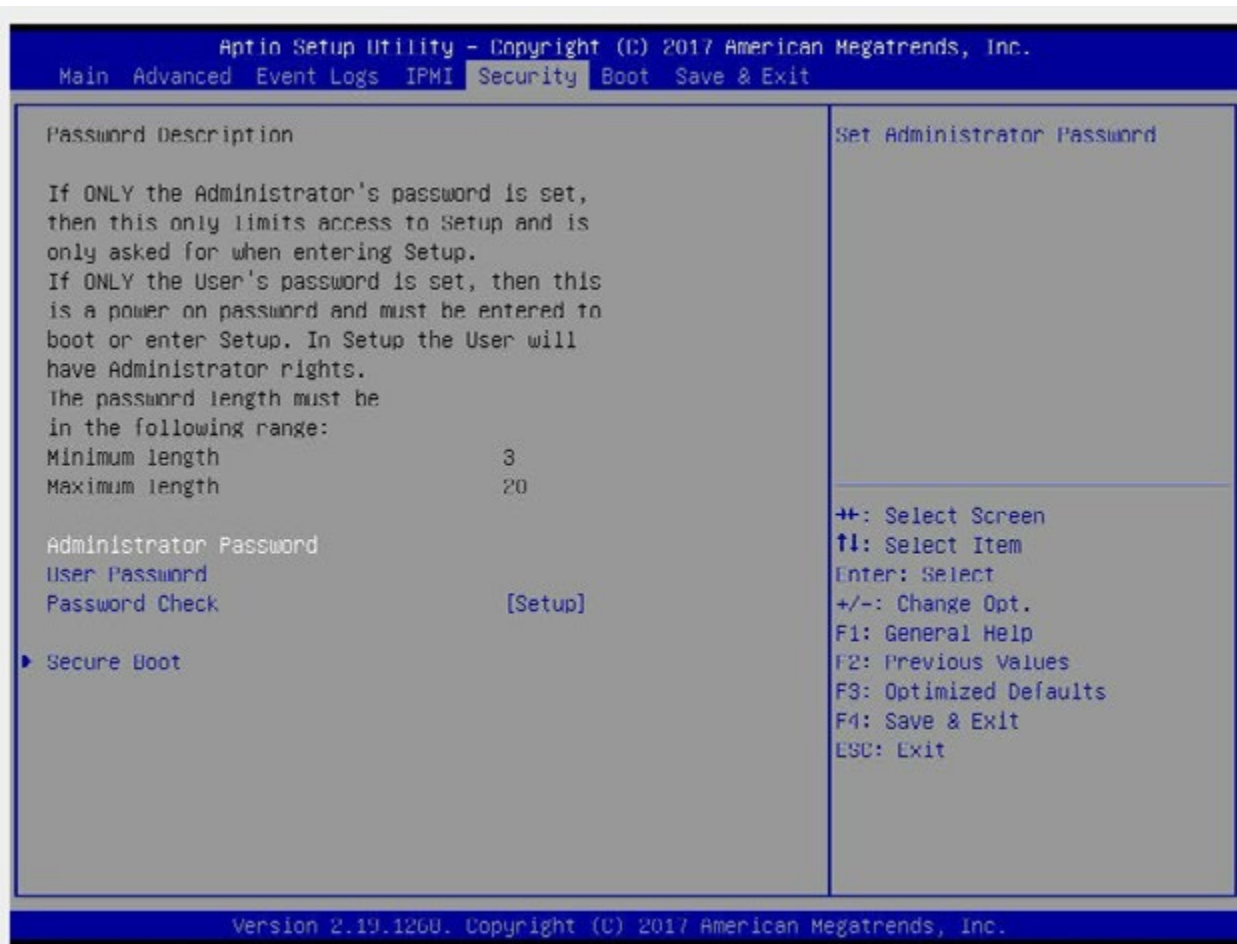 Aptio Setup Utility – Copyright (C) 2017 American Megatrends, Inc.
Main Advanced Event Logs IPMI Security Boot Save & Exit
Password Description
If ONLY the Administrator's password is set,
then this only limits access to Setup and is
only asked for when entering Setup.
If ONLY the User's password is set, then this
is a power on password and must be entered to
boot or enter Setup. In Setup the User will
have Administrator rights.
The password length must be
in the following range:
Minimum length 3
Maximum length 20
Administrator Password
User Password
Password Check [Setup]
Secure Boot
Set Administrator Password
→←: Select Screen
↑↓: Select Item
Enter: Select
+/-: Change Opt.
F1: General Help
F2: Previous Values
F3: Optimized Defaults
F4: Save & Exit
ESC: Exit
Version 2.19.1268. Copyright (C) 2017 American Megatrends, Inc.